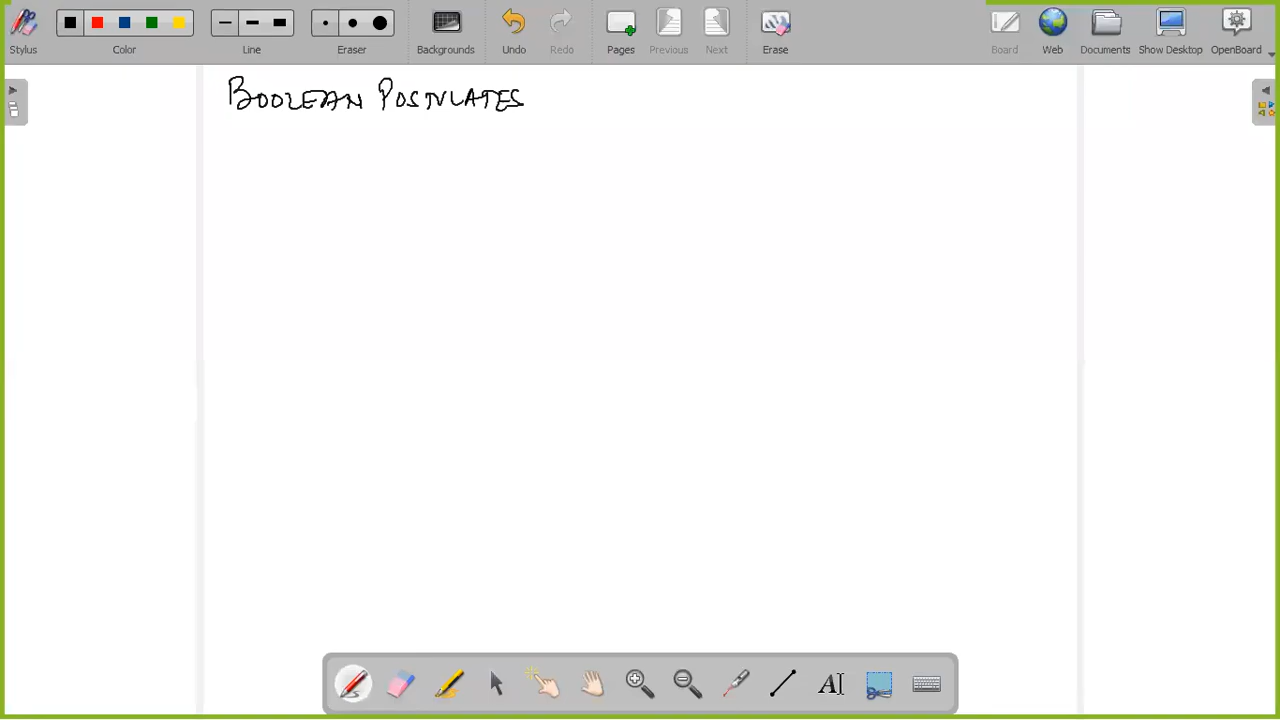 Stylus Color Line Eraser Backgrounds Undo Redo Pages Previous Next Erase Board Web Documents Show Desktop OpenBoard
BOOLEAN POSTULATES
AI